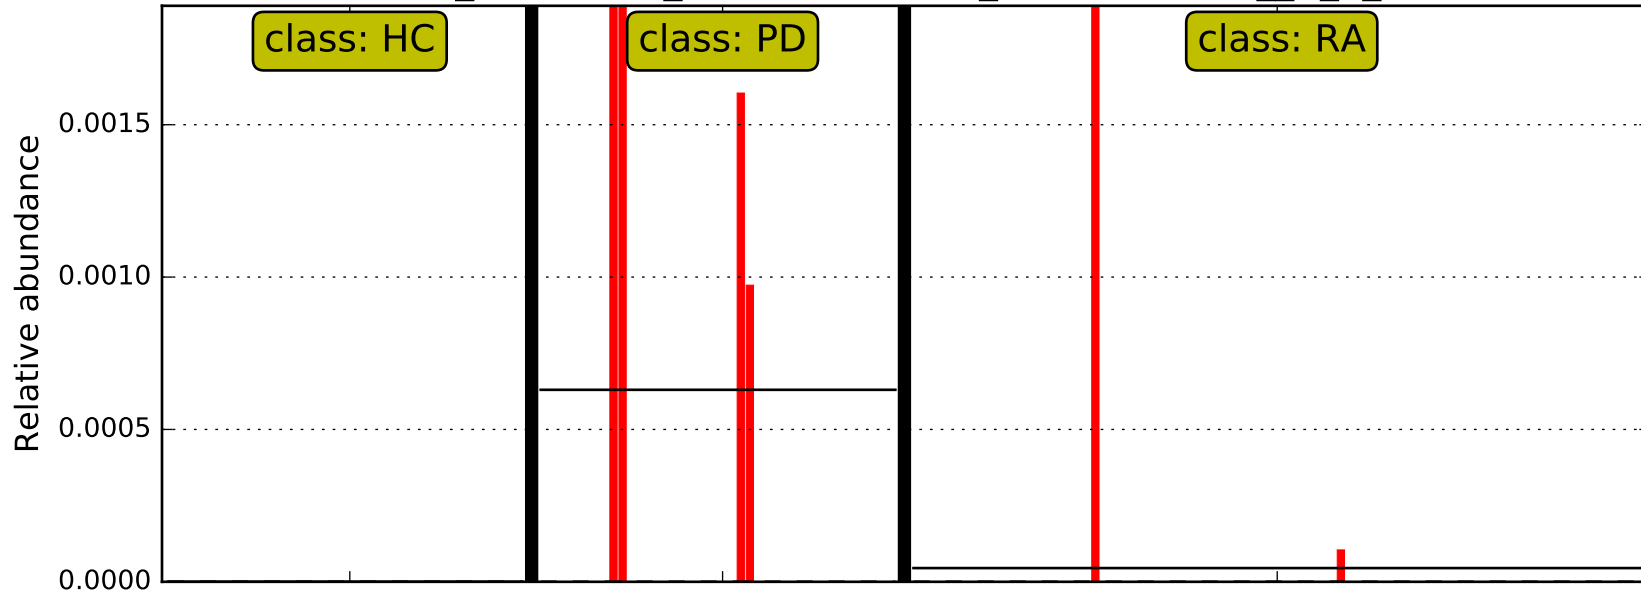 class: HC
class: PD
class: RA
Relative abundance
0.0015
0.0010
0.0005
0.0000